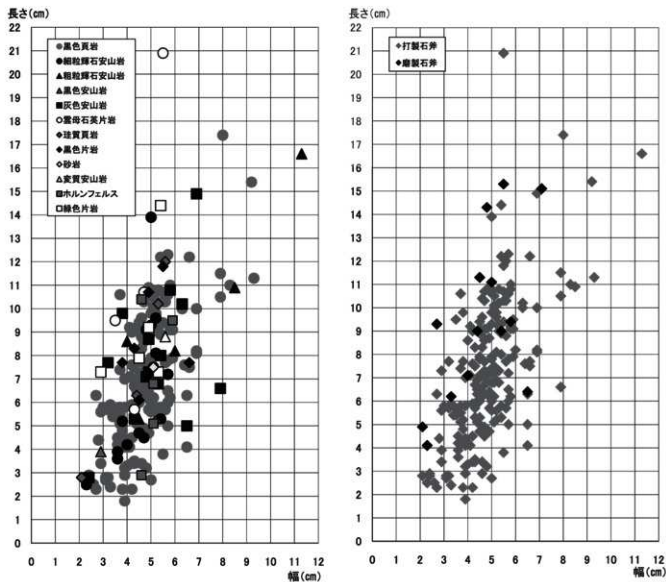 長さ(cm)
22
21
20
19
18
17
16
15
14
13
12
11
10
9
8
7
6
5
4
3
2
1
0
黒色頁岩
細粒輝石安山岩
粗粒輝石安山岩
黒色安山岩
灰色安山岩
雲母石英片岩
珪質頁岩
黒色片岩
砂岩
変質安山岩
ホルンフェルス
緑色片岩
0 1 2 3 4 5 6 7 8 9 10 11 12
幅(cm)
長さ(cm)
22
21
20
19
18
17
16
15
14
13
12
11
10
9
8
7
6
5
4
3
2
1
0
打製石斧
磨製石斧
0 1 2 3 4 5 6 7 8 9 10 11 12
幅(cm)